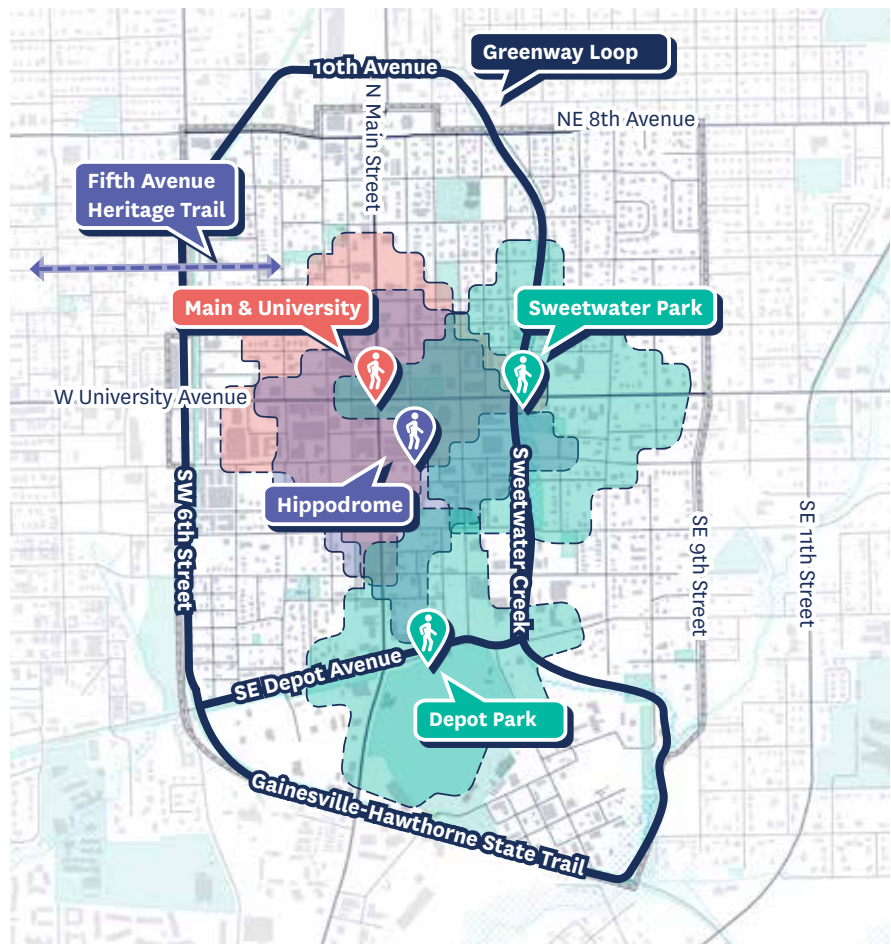 Greenway Loop
10th Avenue
N Main Street
NE 8th Avenue
Fifth Avenue
Heritage Trail
Main & University
Sweetwater Park
W University Avenue
Hippodrome
SW 6th Street
Sweetwater Creek
SE 9th Street
SE 11th Street
SE Depot Avenue
Depot Park
Gainesville-Hawthorne State Trail